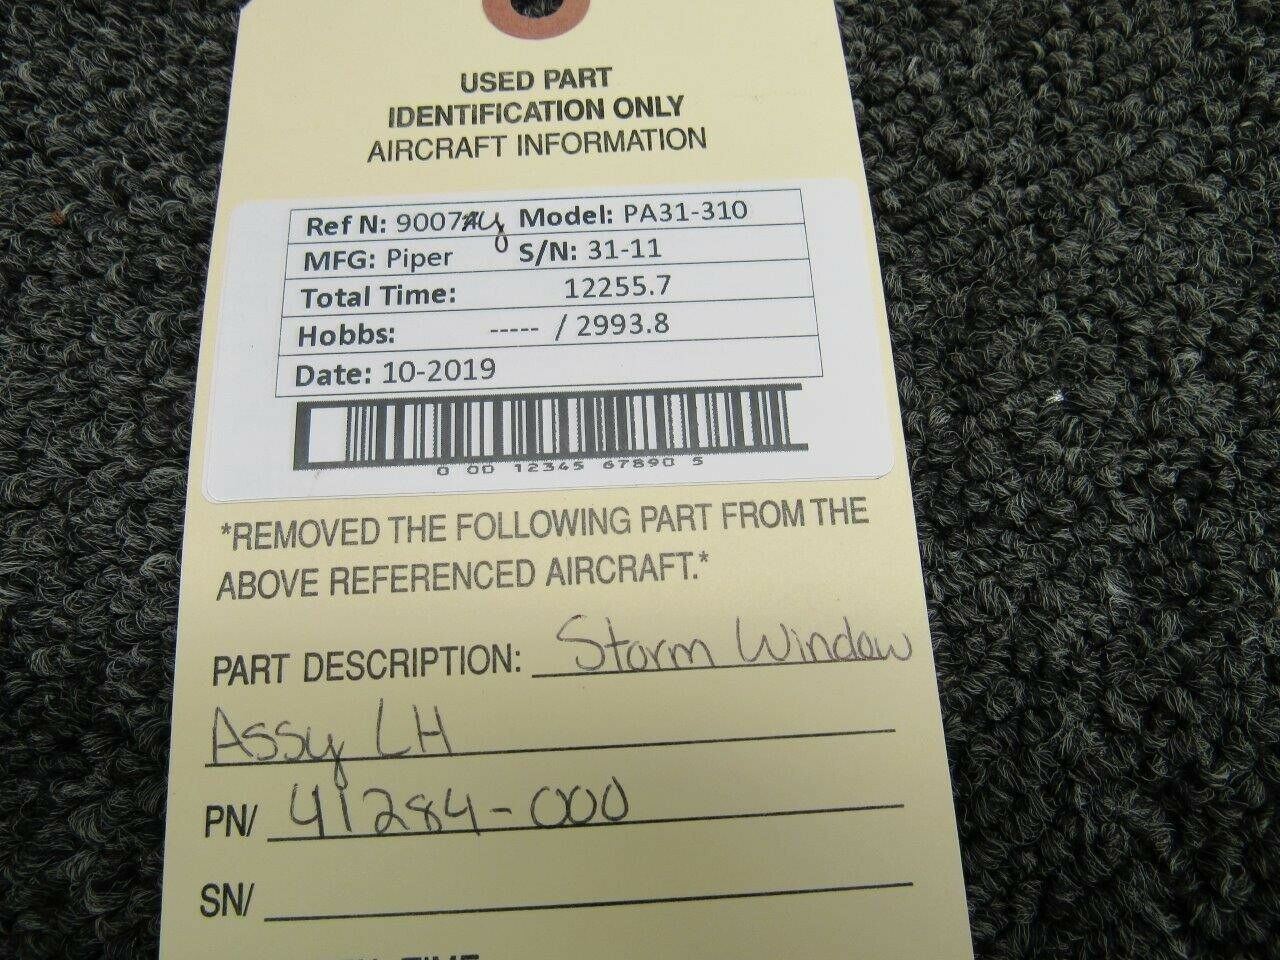 USED PART
IDENTIFICATION ONLY
AIRCRAFT INFORMATION
Ref N: 9007 Model: PA31-310
MFG: Piper S/N: 31-11
Total Time: 12255.7
Hobbs: ----- / 2993.8
Date: 10-2019
0 00 12345 67890 5
*REMOVED THE FOLLOWING PART FROM THE
ABOVE REFERENCED AIRCRAFT.*
PART DESCRIPTION: Storm Window
Assy LH
PN/ 41284-000
SN/